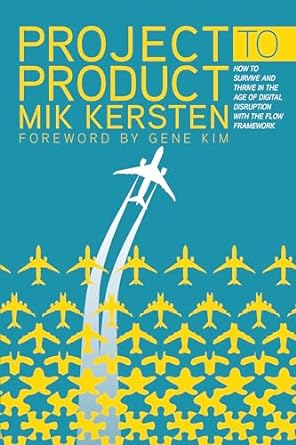 PROJECT TO
PRODUCT
MIK KERSTEN
FOREWORD BY GENE KIM
HOW TO
SURVIVE AND
THRIVE IN THE
AGE OF DIGITAL
DISRUPTION
WITH THE FLOW
FRAMEWORK